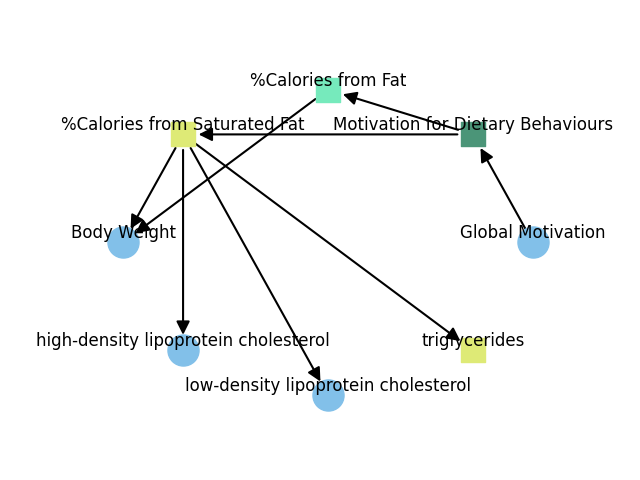 %Calories from Fat
%Calories from Saturated Fat
Motivation for Dietary Behaviours
Body Weight
Global Motivation
high-density lipoprotein cholesterol
triglycerides
low-density lipoprotein cholesterol